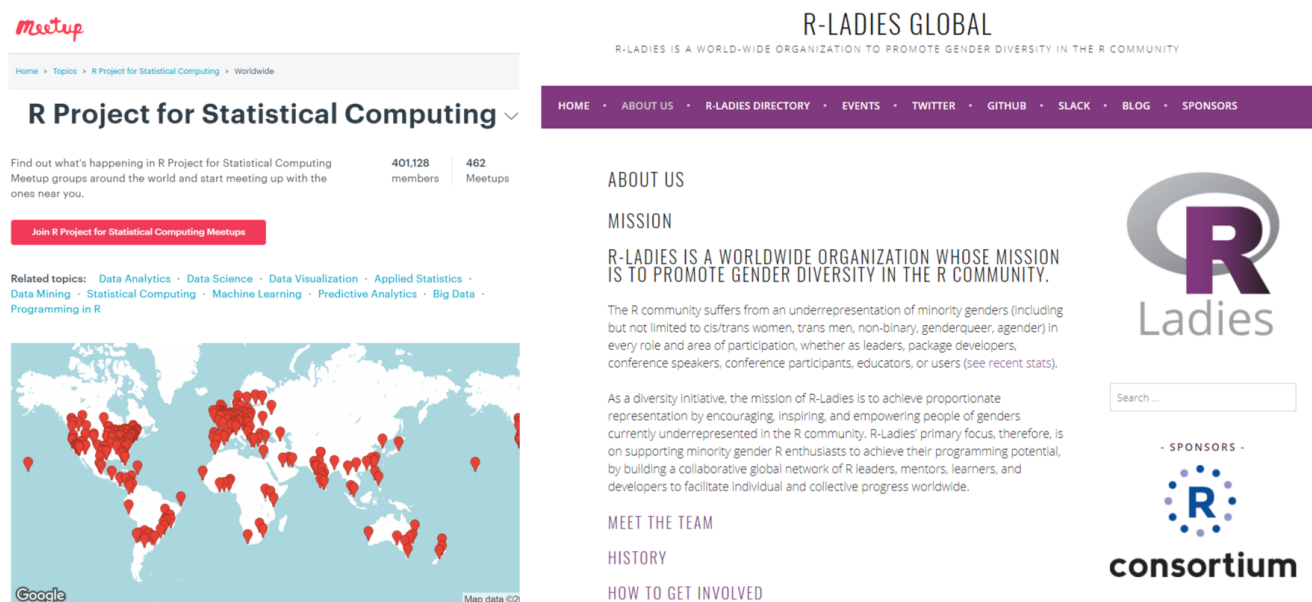 Meetup
Home > Topics > R Project for Statistical Computing > Worldwide
R Project for Statistical Computing
Find out what's happening in R Project for Statistical Computing
Meetup groups around the world and start meeting up with the
ones near you.
401,128
members
462
Meetups
Join R Project for Statistical Computing Meetups
Related topics: Data Analytics · Data Science · Data Visualization · Applied Statistics ·
Data Mining · Statistical Computing · Machine Learning · Predictive Analytics · Big Data ·
Programming in R
Google
Map data ©20
R-LADIES GLOBAL
R-LADIES IS A WORLD-WIDE ORGANIZATION TO PROMOTE GENDER DIVERSITY IN THE R COMMUNITY
HOME · ABOUT US · R-LADIES DIRECTORY · EVENTS · TWITTER · GITHUB · SLACK · BLOG · SPONSORS
ABOUT US
MISSION
R-LADIES IS A WORLDWIDE ORGANIZATION WHOSE MISSION
IS TO PROMOTE GENDER DIVERSITY IN THE R COMMUNITY.
The R community suffers from an underrepresentation of minority genders (including
but not limited to cis/trans women, trans men, non-binary, genderqueer, agender) in
every role and area of participation, whether as leaders, package developers,
conference speakers, conference participants, educators, or users (see recent stats).
As a diversity initiative, the mission of R-Ladies is to achieve proportionate
representation by encouraging, inspiring, and empowering people of genders
currently underrepresented in the R community. R-Ladies' primary focus, therefore, is
on supporting minority gender R enthusiasts to achieve their programming potential,
by building a collaborative global network of R leaders, mentors, learners, and
developers to facilitate individual and collective progress worldwide.
MEET THE TEAM
HISTORY
HOW TO GET INVOLVED
R
Ladies
Search ...
- SPONSORS -
R
consortium